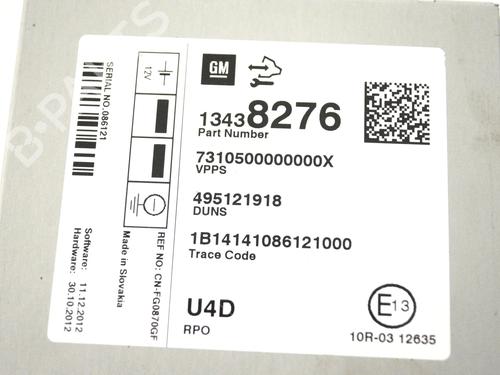 GM
13438276
Part Number
7310500000000X
VPPS
495121918
DUNS
1B14141086121000
Trace Code
U4D
RPO
E13
10R-03 12635
SERIAL NO.086121
12V
REF NO: CN-FG0870GF
Made in Slovakia
Software: 11.12.2012
Hardware: 30.10.2012
B-PARTS